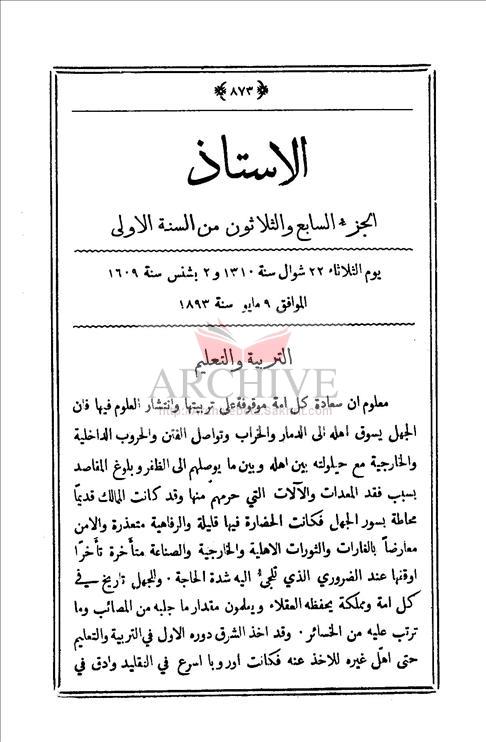 ﴿٨٧٣﴾
الاستاذ
الجزء السابع والثلاثون من السنة الاولى
يوم الثلاثاء ٢٢ شوال سنة ١٣١٠ و ٢ بشنس سنة ١٦٠٩
الموافق ٩ مايو سنة ١٨٩٣
التربية والتعليم
ARCHIVE
معلوم ان سعادة كل امة موقوفة على تربيتها وانتشار العلوم فيها فان
الجهل يسوق اهله الى الدمار والخراب وتواصل الفتن والحروب الداخلية
والخارجية مع حيلولته بين اهله وبين ما يوصلهم الى الظفر وبلوغ المقاصد
بسبب فقد المعدات والآلات التي حرمهم منها وقد كانت الممالك قديمًا
محاطة بسور الجهل فكانت الحضارة فيها قليلة والرفاهية متعذرة والامن
معارضاً بالغارات والثورات الاهلية والخارجية والصناعة متأخرة تأخرًا
اوقفها عند الضروري الذي تلجئ اليه شدة الحاجة . وللجهل تاريخ في
كل امة ومملكة يحفظه العقلاء ويعلمون مقدار ما جلبه من المصائب وما
ترتب عليه من الخسائر . وقد اخذ الشرق دوره الاول في التربية والتعليم
حتى اهل غيره للاخذ عنه فكانت اوروبا اسرع في التقليد وادق في